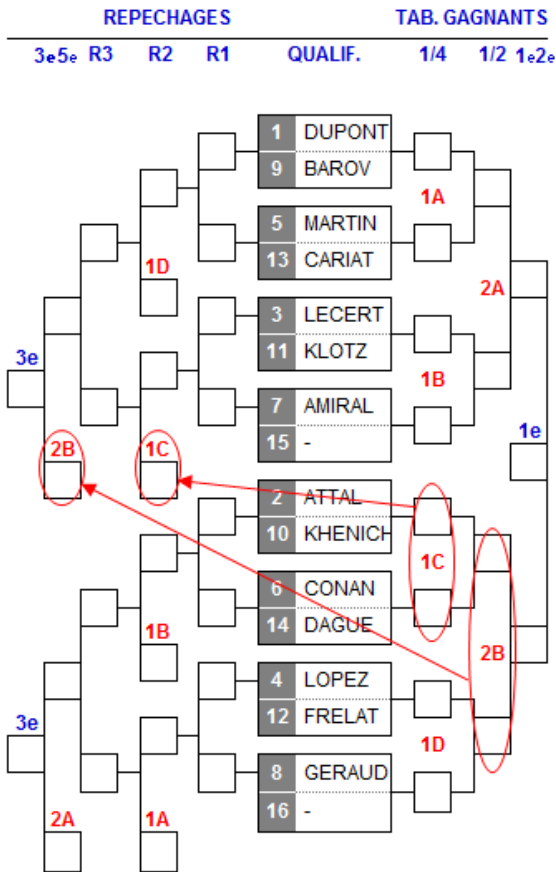 REPECHAGES TAB. GAGNANTS
3e5e R3 R2 R1 QUALIF. 1/4 1/2 1e2e
1 DUPONT
9 BAROV
1A
5 MARTIN
13 CARIAT
1D
2A
3 LECERT
11 KLOTZ
3e
1B
7 AMIRAL
15 -
1e
2B 1C
2 ATTAL
10 KHENICH
1C
6 CONAN
14 DAGUE
1B
2B
4 LOPEZ
12 FRELAT
3e
1D
8 GERAUD
16 -
2A 1A